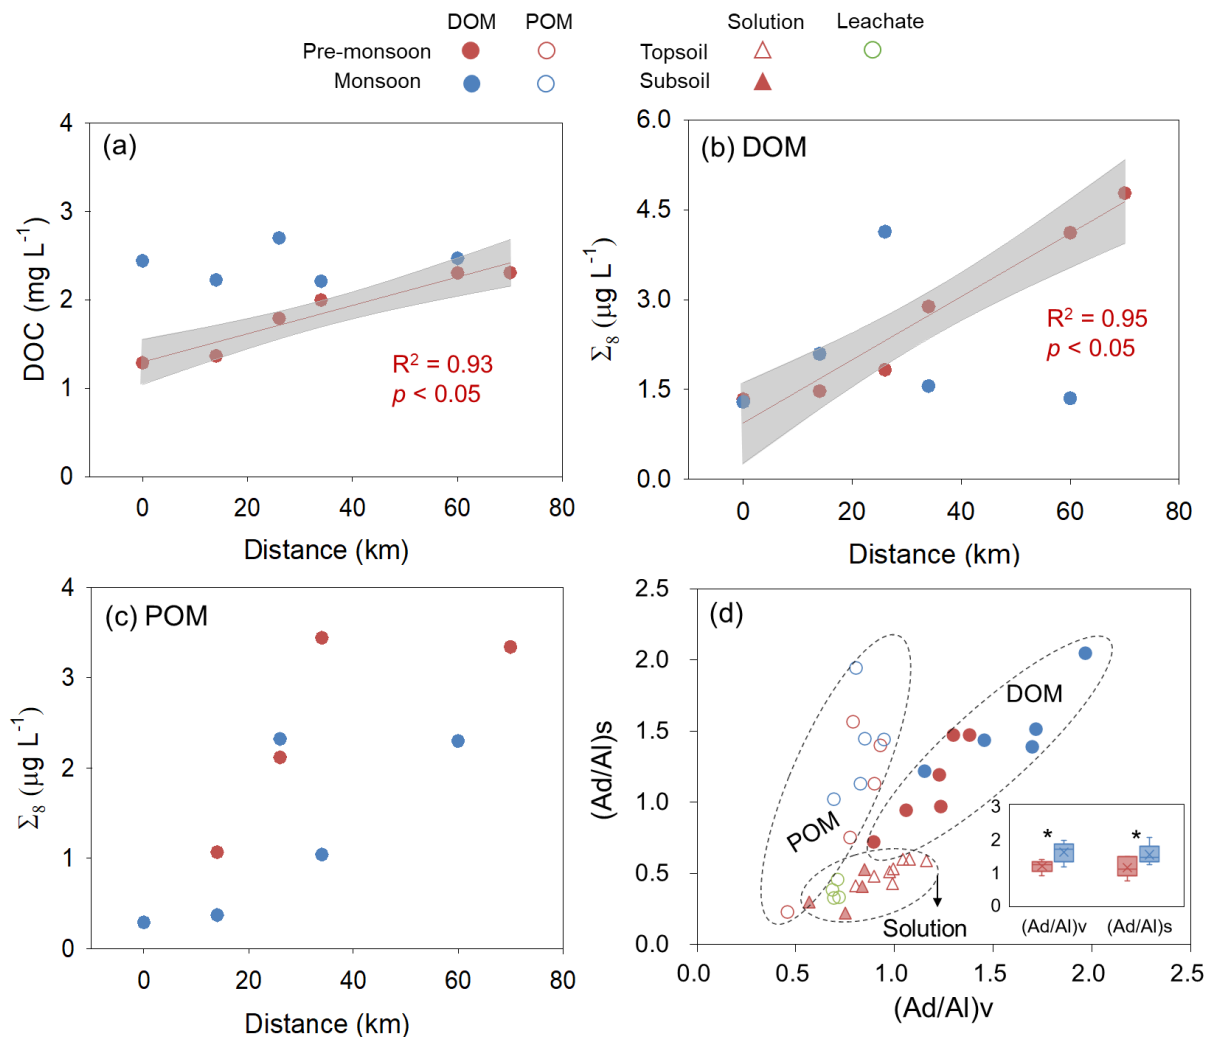 DOM POM Solution Leachate
Pre-monsoon Topsoil
Monsoon Subsoil
(a)
DOC (mg L⁻¹)
4
3
2
1
0
R² = 0.93
p < 0.05
0 20 40 60 80
Distance (km)
(b) DOM
Σ₈ (µg L⁻¹)
6.0
4.5
3.0
1.5
0.0
R² = 0.95
p < 0.05
0 20 40 60 80
Distance (km)
(c) POM
Σ₈ (µg L⁻¹)
4
3
2
1
0
0 20 40 60 80
Distance (km)
(d)
(Ad/Al)s
2.5
2.0
1.5
1.0
0.5
0.0
DOM
POM
Solution
3
2
1
0
* *
(Ad/Al)v (Ad/Al)s
0.0 0.5 1.0 1.5 2.0 2.5
(Ad/Al)v